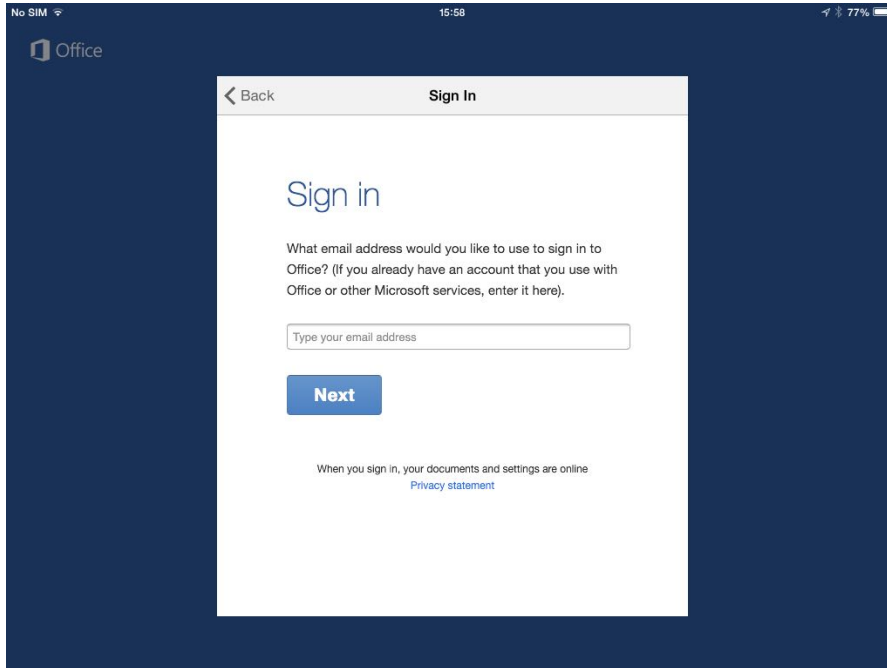 No SIM 15:58 77%
Office
Back Sign In
Sign in
What email address would you like to use to sign in to
Office? (If you already have an account that you use with
Office or other Microsoft services, enter it here).
Type your email address
Next
When you sign in, your documents and settings are online
Privacy statement